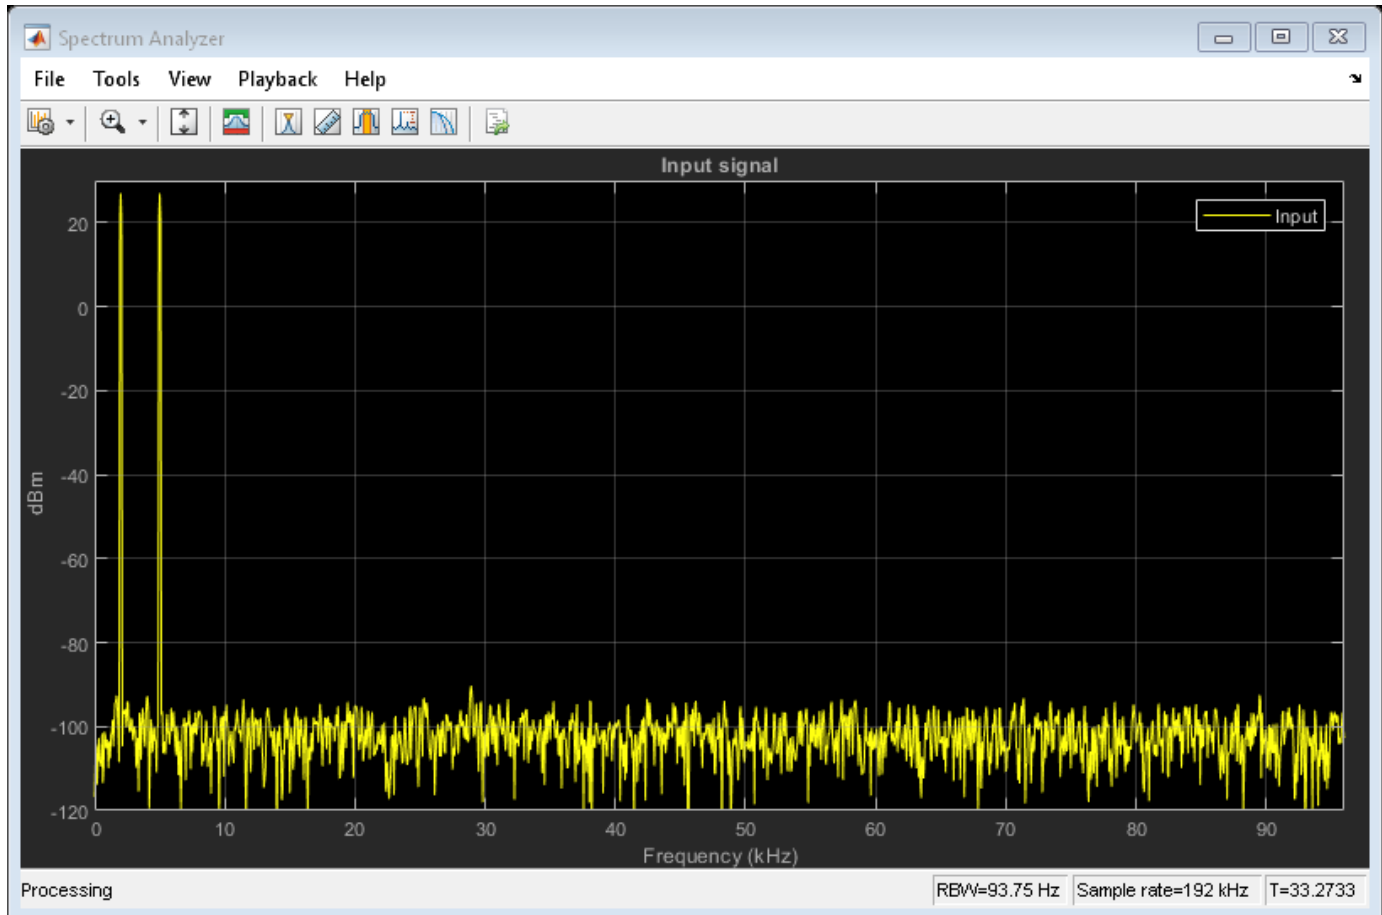 Spectrum Analyzer
File Tools View Playback Help
Input signal
Input
20
0
-20
-40
-60
-80
-100
-120
dBm
0 10 20 30 40 50 60 70 80 90
Frequency (kHz)
Processing RBW=93.75 Hz Sample rate=192 kHz T=33.2733